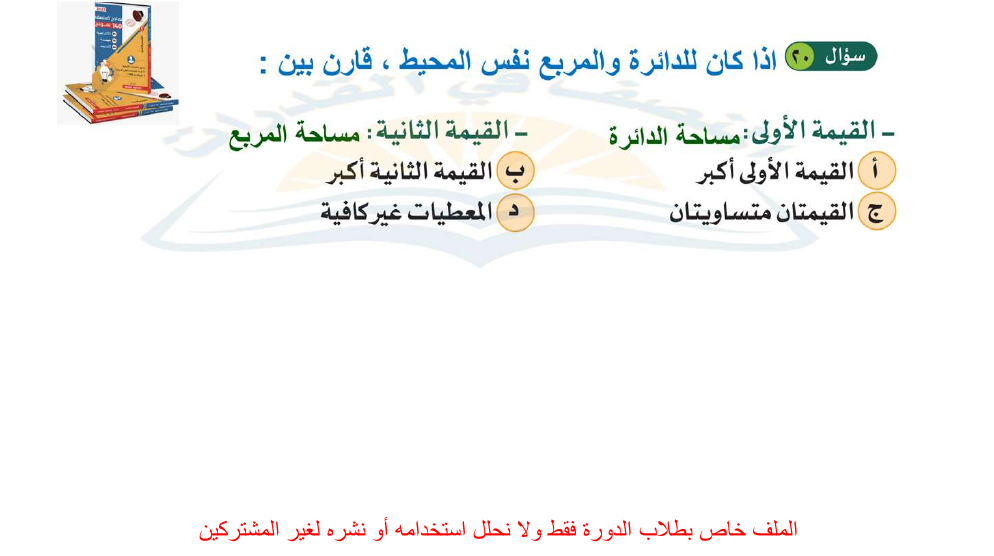 سؤال ٢٠ اذا كان للدائرة والمربع نفس المحيط ، قارن بين :
- القيمة الأولى: مساحة الدائرة
- القيمة الثانية: مساحة المربع
أ القيمة الأولى أكبر
ب القيمة الثانية أكبر
ج القيمتان متساويتان
د المعطيات غير كافية
الملف خاص بطلاب الدورة فقط ولا نحلل استخدامه أو نشره لغير المشتركين